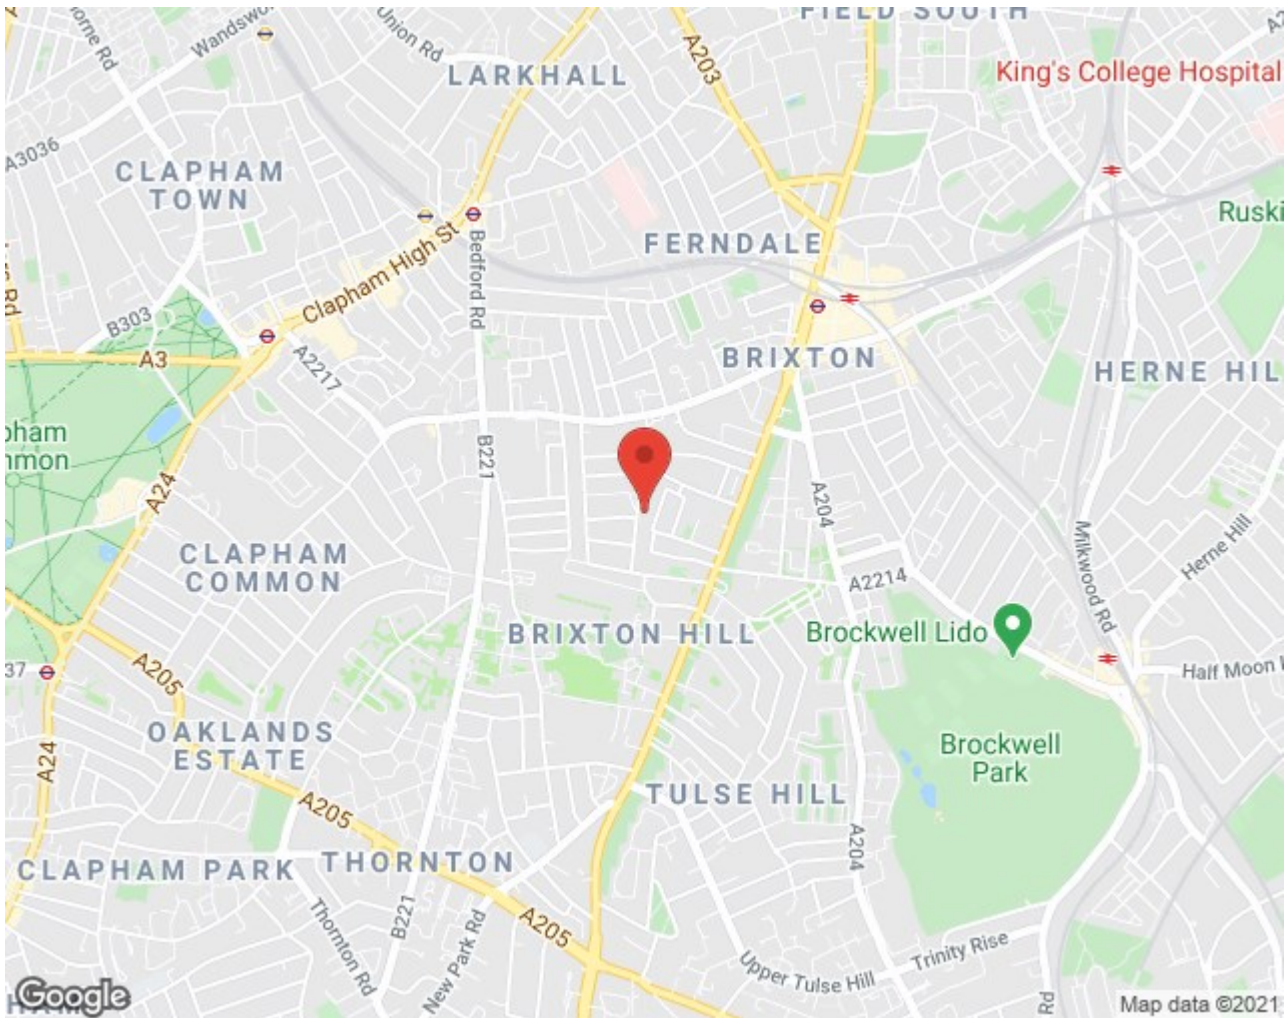 FIELD SOUTH
Union Rd
LARKHALL
A203
King's College Hospital
A3036
CLAPHAM
TOWN
Ruski
FERNDALE
Bedford Rd
Clapham High St
B303
A3
A2217
BRIXTON
HERNE HIL
B221
A24
A204
CLAPHAM
COMMON
A2214
Milkwood Rd
Herne Hill
BRIXTON HILL
Brockwell Lido
A205
37
Half Moon
OAKLANDS
ESTATE
A24
Brockwell
Park
A205
TULSE HILL
A204
CLAPHAM PARK
THORNTON
Thornton Rd
B221
New Park Rd
A205
Upper Tulse Hill
Trinity Rise
Rd
Google
Map data ©2021